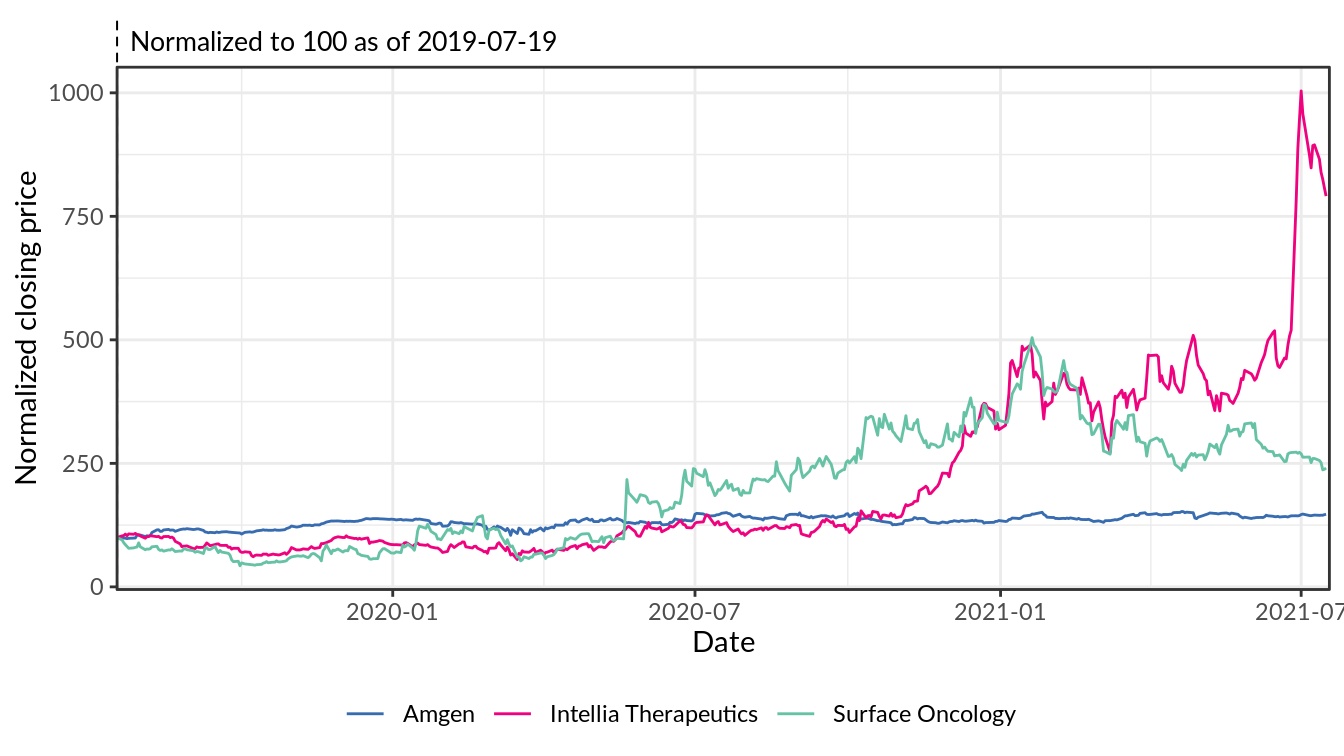 Normalized to 100 as of 2019-07-19
Normalized closing price
1000
750
500
250
0
2020-01 2020-07 2021-01 2021-07
Date
Amgen Intellia Therapeutics Surface Oncology